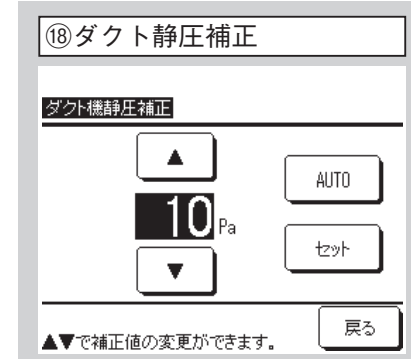 ⑱ダクト静圧補正
ダクト機静圧補正
▲
AUTO
10Pa
セット
▼
戻る
▲▼で補正値の変更ができます。